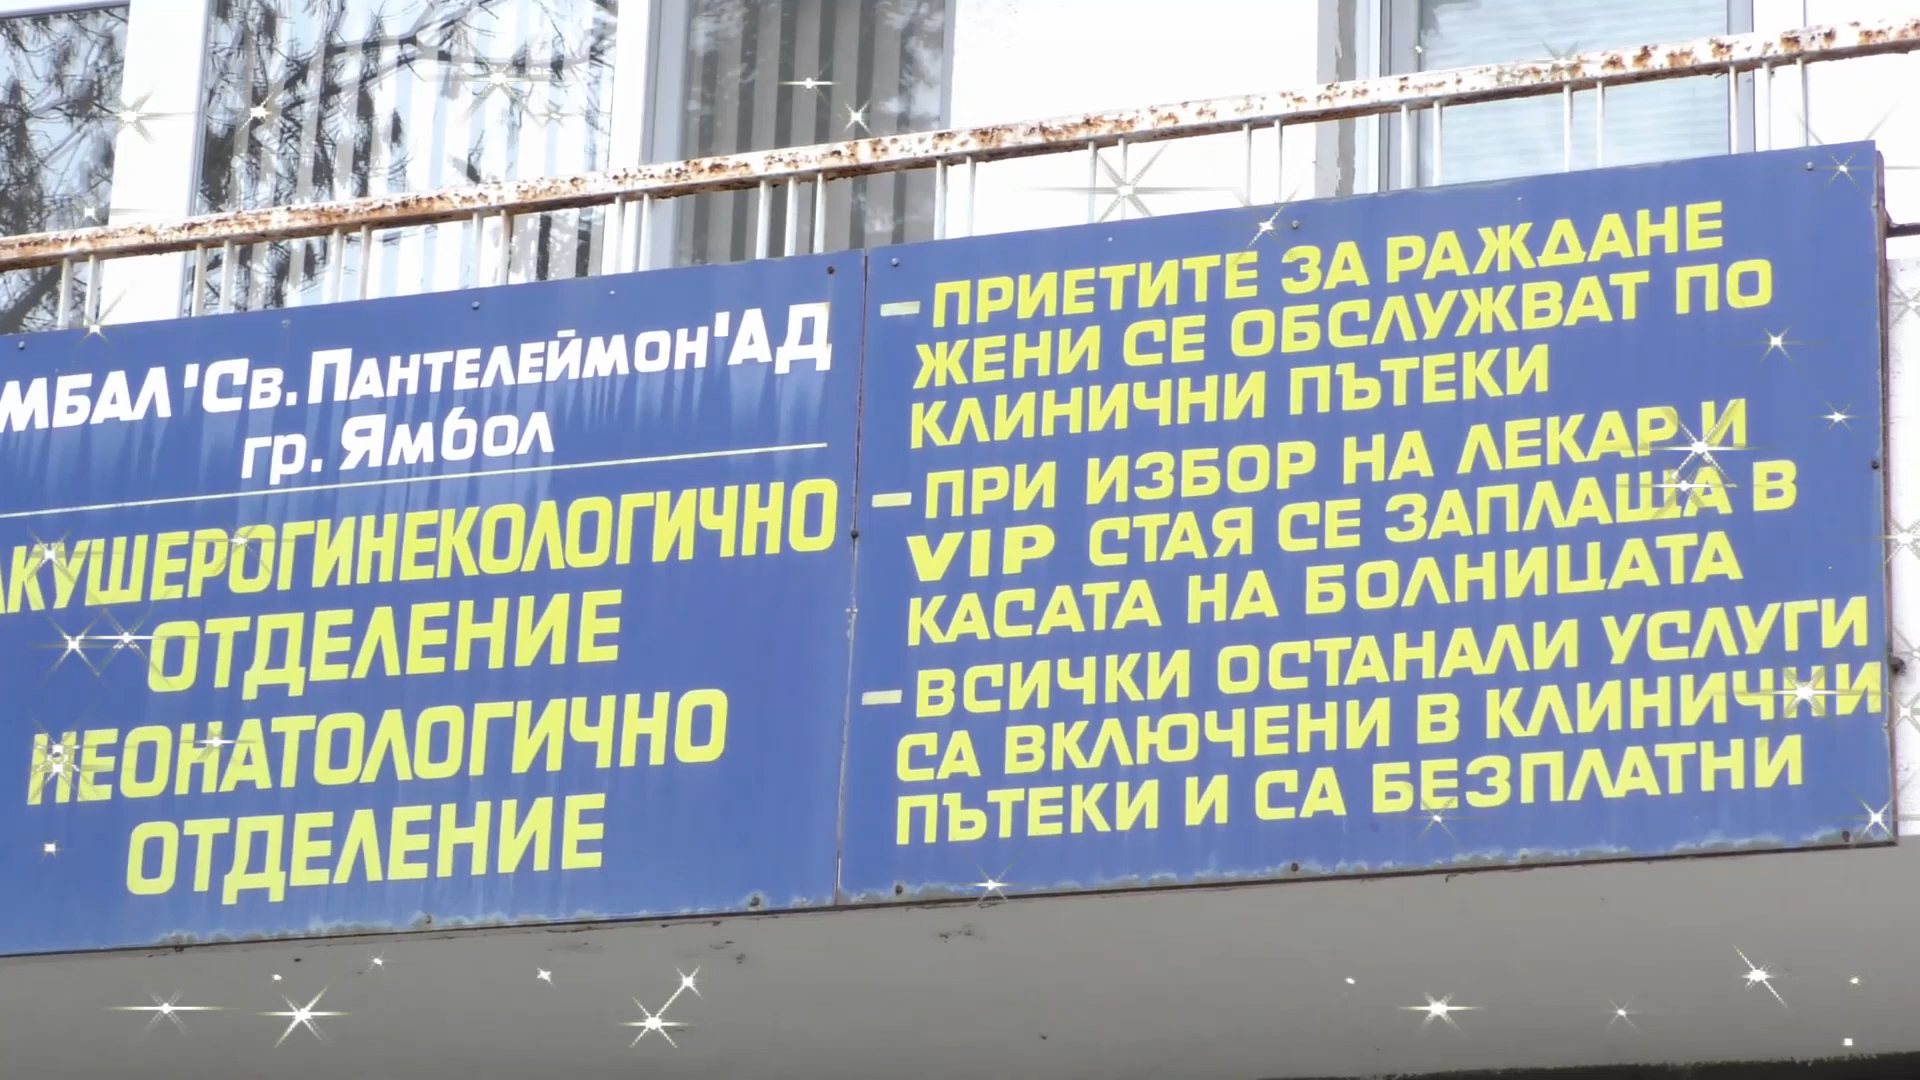 МБАЛ "Св. Пантелеймон" АД
гр. Ямбол
АКУШЕРОГИНЕКОЛОГИЧНО
ОТДЕЛЕНИЕ
НЕОНАТОЛОГИЧНО
ОТДЕЛЕНИЕ
- ПРИЕТИТЕ ЗА РАЖДАНЕ
ЖЕНИ СЕ ОБСЛУЖВАТ ПО
КЛИНИЧНИ ПЪТЕКИ
- ПРИ ИЗБОР НА ЛЕКАР И
VIP СТАЯ СЕ ЗАПЛАЩА В
КАСАТА НА БОЛНИЦАТА
- ВСИЧКИ ОСТАНАЛИ УСЛУГИ
СА ВКЛЮЧЕНИ В КЛИНИЧНИ
ПЪТЕКИ И СА БЕЗПЛАТНИ